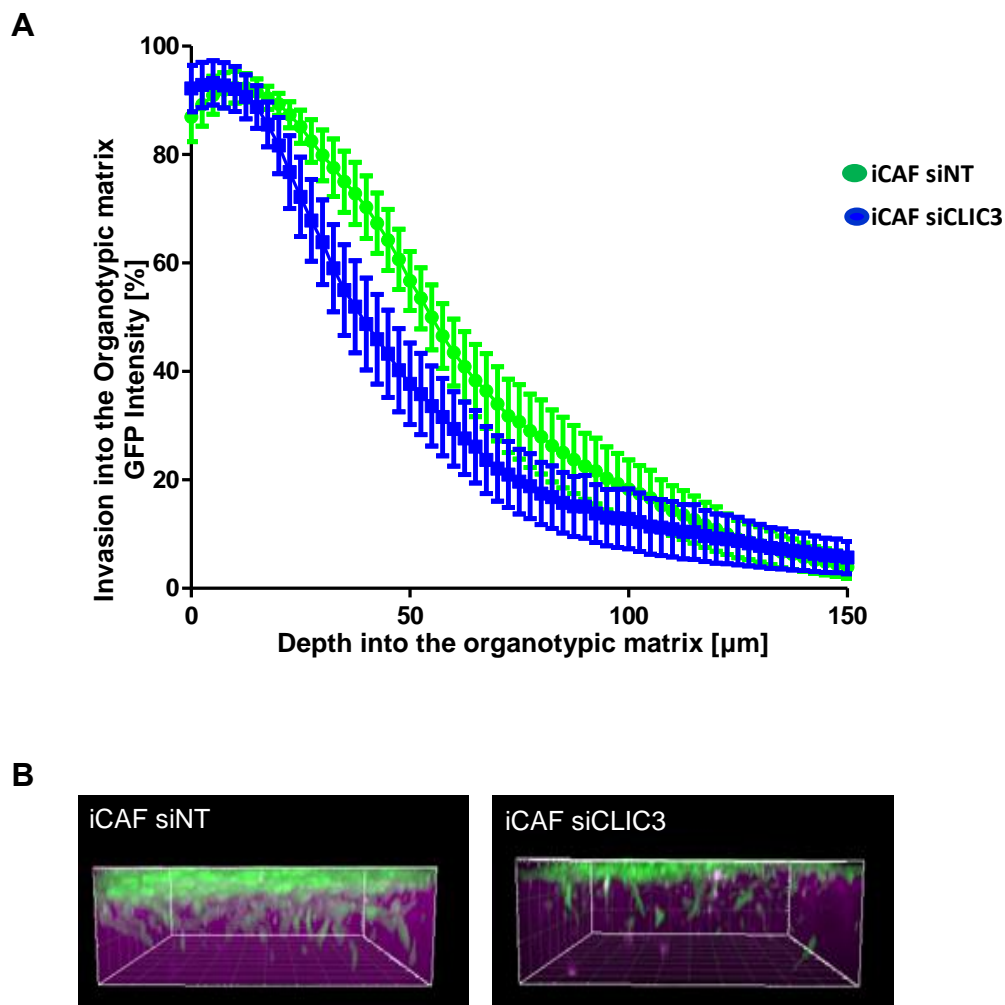 A
Invasion into the Organotypic matrix
GFP Intensity [%]
100
80
60
40
20
0
0 50 100 150
Depth into the organotypic matrix [µm]
iCAF siNT
iCAF siCLIC3
B
iCAF siNT
iCAF siCLIC3